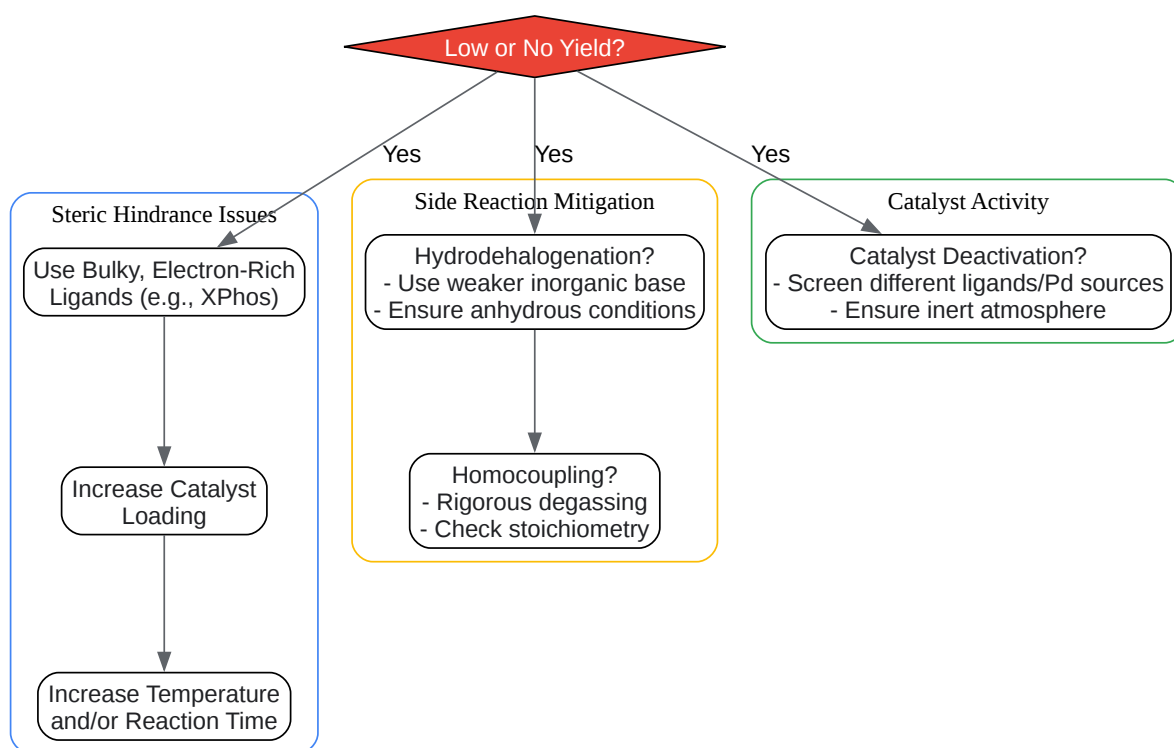 Low or No Yield?
Yes
Yes
Yes
Steric Hindrance Issues
Use Bulky, Electron-Rich
Ligands (e.g., XPhos)
Increase Catalyst
Loading
Increase Temperature
and/or Reaction Time
Side Reaction Mitigation
Hydrodehalogenation?
- Use weaker inorganic base
- Ensure anhydrous conditions
Homocoupling?
- Rigorous degassing
- Check stoichiometry
Catalyst Activity
Catalyst Deactivation?
- Screen different ligands/Pd sources
- Ensure inert atmosphere